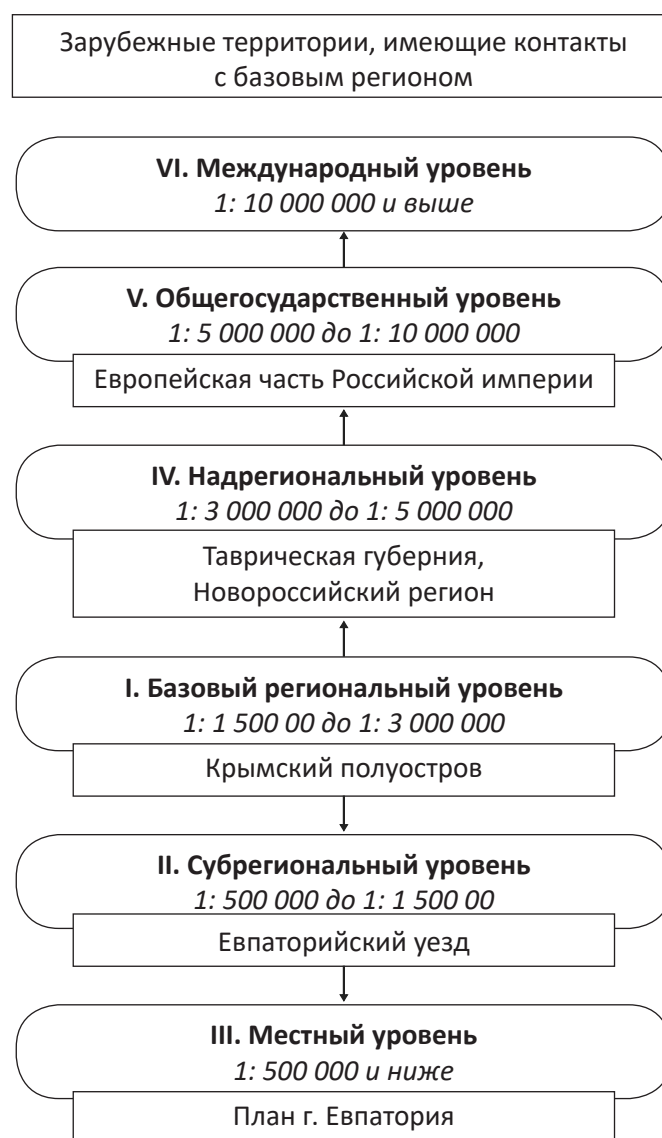 Зарубежные территории, имеющие контакты
с базовым регионом
VI. Международный уровень
1: 10 000 000 и выше
V. Общегосударственный уровень
1: 5 000 000 до 1: 10 000 000
Европейская часть Российской империи
IV. Надрегиональный уровень
1: 3 000 000 до 1: 5 000 000
Таврическая губерния,
Новороссийский регион
I. Базовый региональный уровень
1: 1 500 00 до 1: 3 000 000
Крымский полуостров
II. Субрегиональный уровень
1: 500 000 до 1: 1 500 00
Евпаторийский уезд
III. Местный уровень
1: 500 000 и ниже
План г. Евпатория